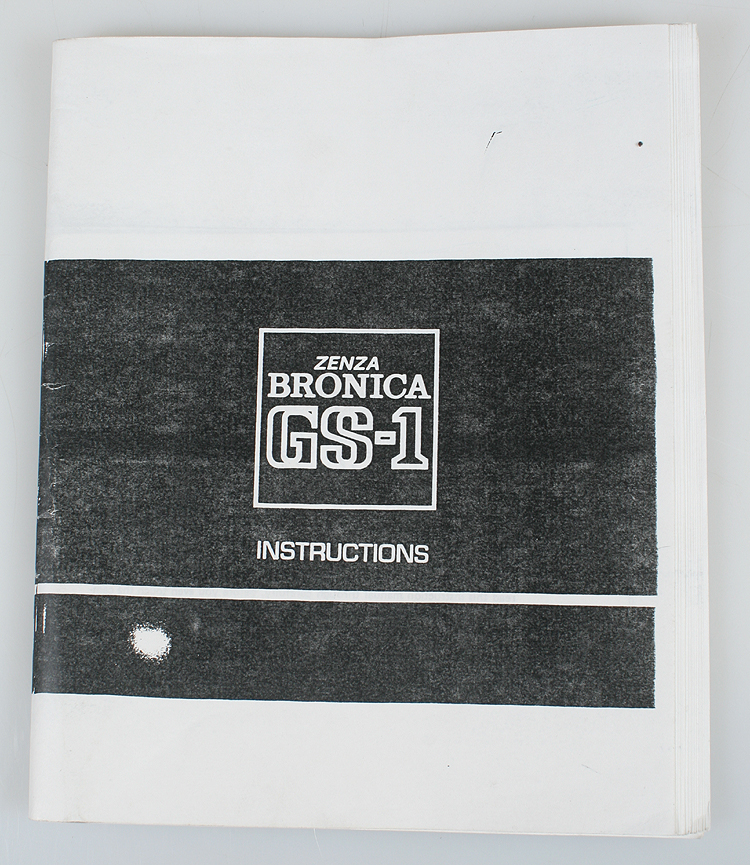 ZENZA
BRONICA
GS-1
INSTRUCTIONS